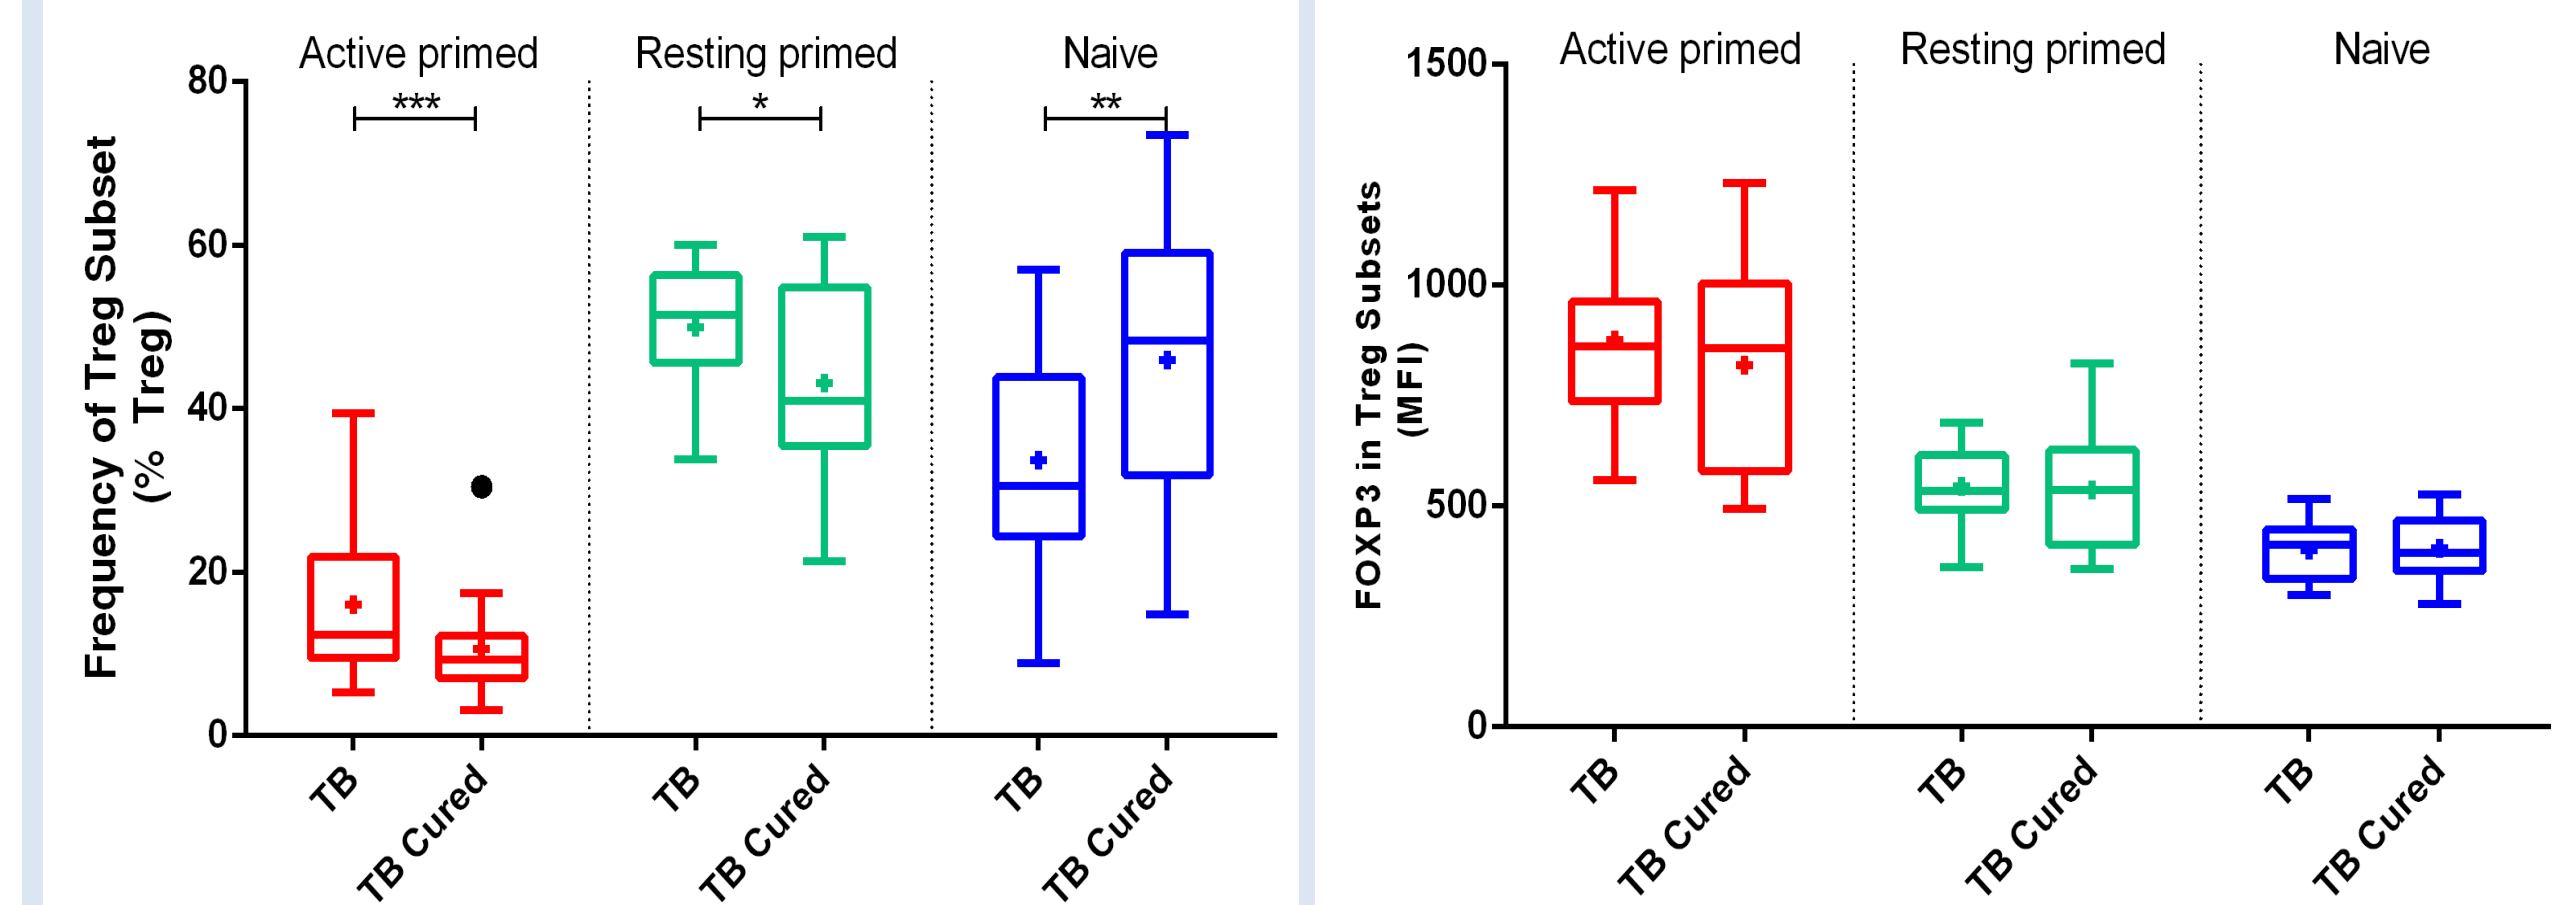 Active primed
Resting primed
Naive
***
*
**
80
60
40
20
0
Frequency of Treg Subset
(% Treg)
TB
TB Cured
TB
TB Cured
TB
TB Cured
Active primed
Resting primed
Naive
1500
1000
500
0
FOXP3 in Treg Subsets
(MFI)
TB
TB Cured
TB
TB Cured
TB
TB Cured